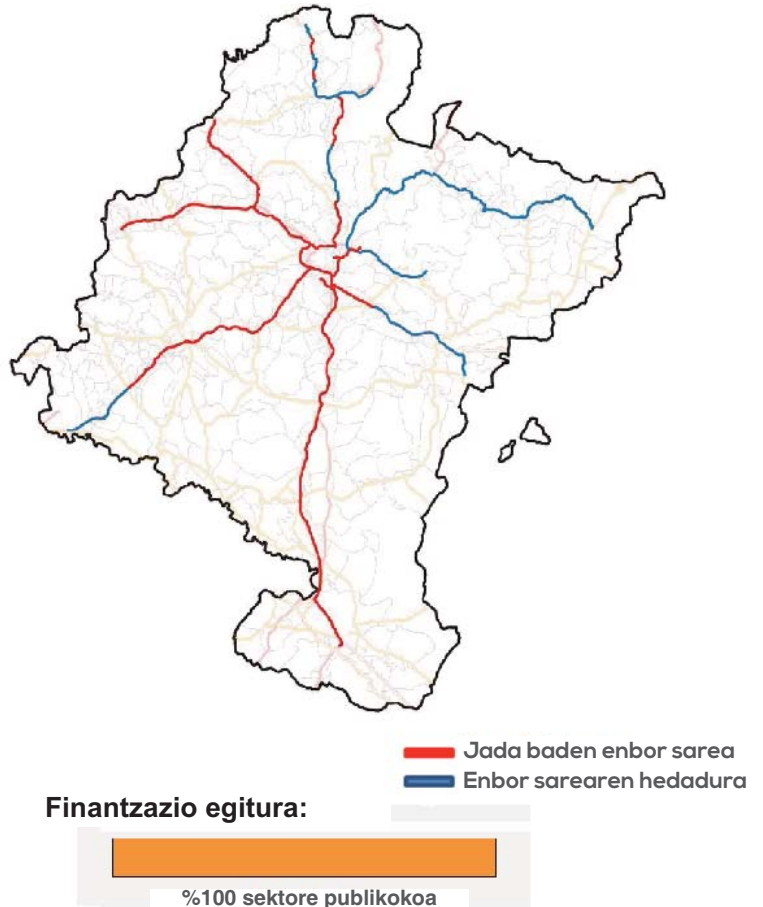 Jada baden enbor sarea
Enbor sarearen hedadura
Finantzazio egitura:
%100 sektore publikokoa